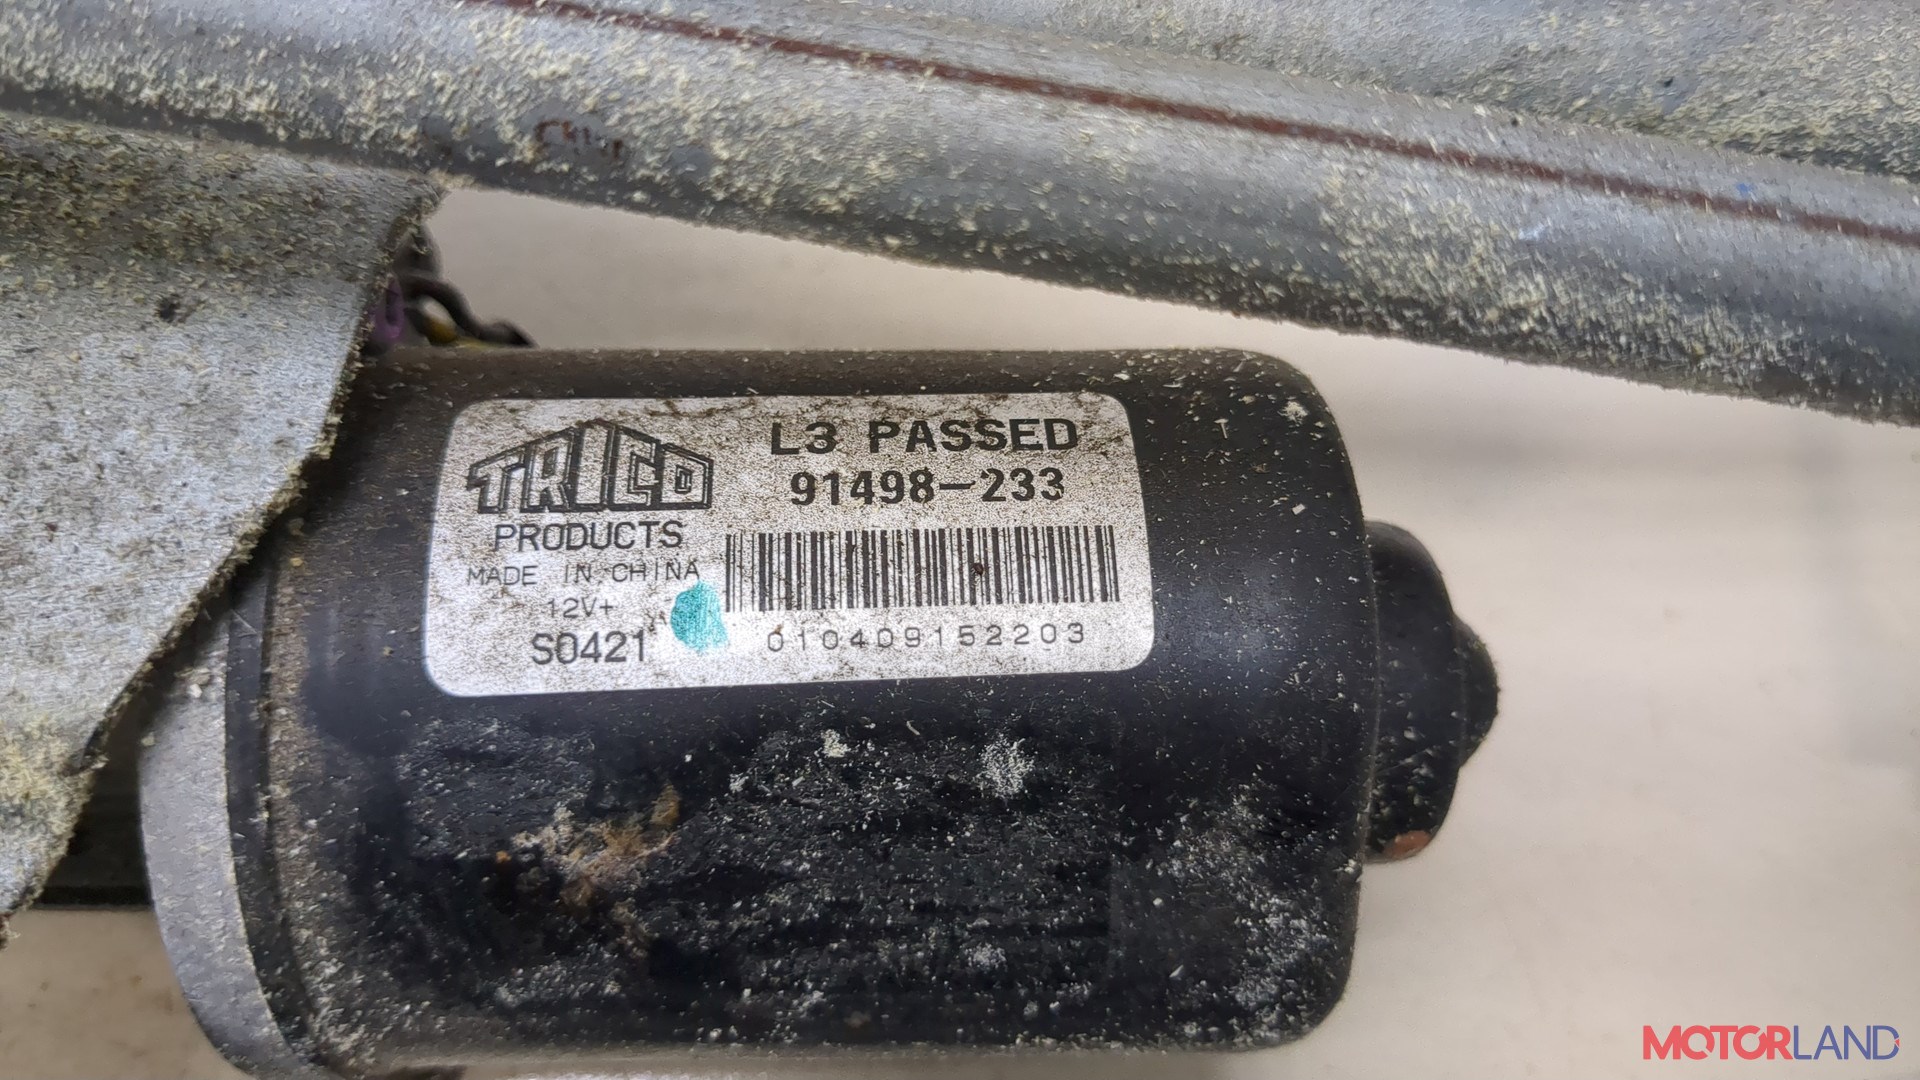 TRICO
PRODUCTS
MADE IN CHINA
12V+
S0421
L3 PASSED
91498-233
010409152203
MOTORLAND